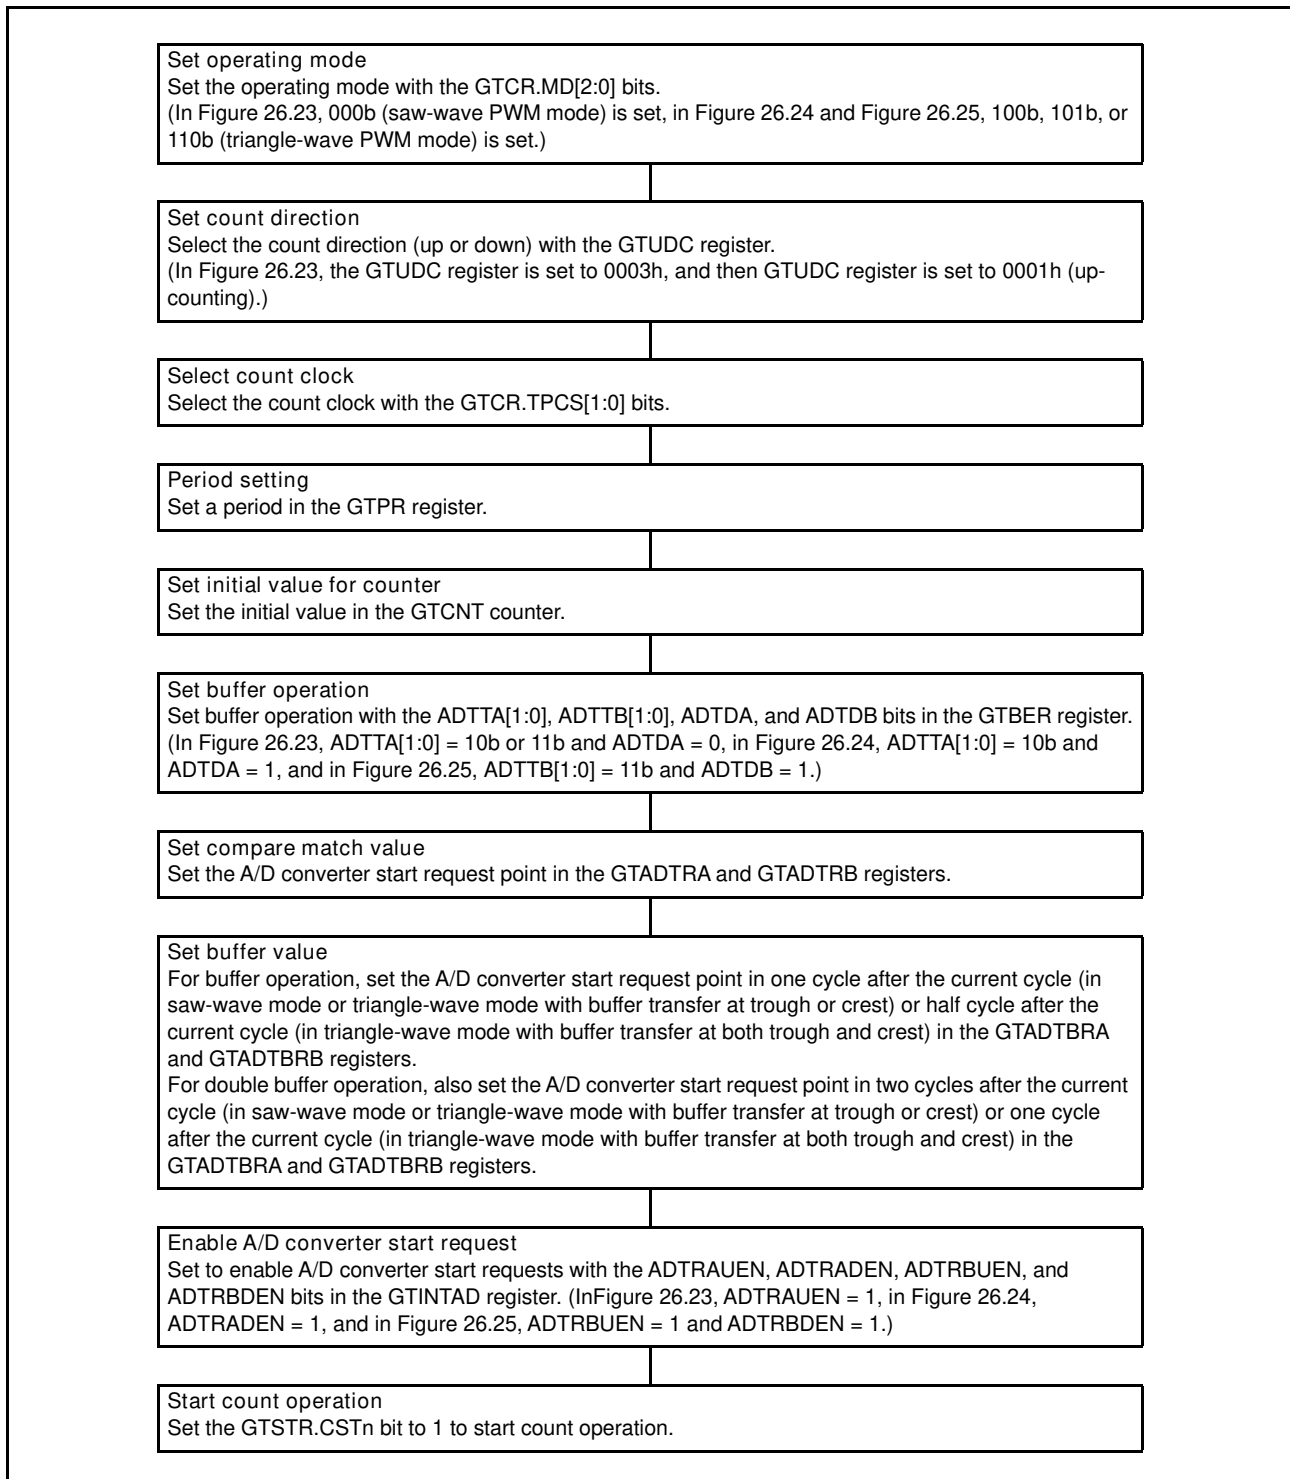 Set operating mode
Set the operating mode with the GTCR.MD[2:0] bits.
(In Figure 26.23, 000b (saw-wave PWM mode) is set, in Figure 26.24 and Figure 26.25, 100b, 101b, or
110b (triangle-wave PWM mode) is set.)
Set count direction
Select the count direction (up or down) with the GTUDC register.
(In Figure 26.23, the GTUDC register is set to 0003h, and then GTUDC register is set to 0001h (up-
counting).)
Select count clock
Select the count clock with the GTCR.TPCS[1:0] bits.
Period setting
Set a period in the GTPR register.
Set initial value for counter
Set the initial value in the GTCNT counter.
Set buffer operation
Set buffer operation with the ADTTA[1:0], ADTTB[1:0], ADTDA, and ADTDB bits in the GTBER register.
(In Figure 26.23, ADTTA[1:0] = 10b or 11b and ADTDA = 0, in Figure 26.24, ADTTA[1:0] = 10b and
ADTDA = 1, and in Figure 26.25, ADTTB[1:0] = 11b and ADTDB = 1.)
Set compare match value
Set the A/D converter start request point in the GTADTRA and GTADTRB registers.
Set buffer value
For buffer operation, set the A/D converter start request point in one cycle after the current cycle (in
saw-wave mode or triangle-wave mode with buffer transfer at trough or crest) or half cycle after the
current cycle (in triangle-wave mode with buffer transfer at both trough and crest) in the GTADTBRA
and GTADTBRB registers.
For double buffer operation, also set the A/D converter start request point in two cycles after the current
cycle (in saw-wave mode or triangle-wave mode with buffer transfer at trough or crest) or one cycle
after the current cycle (in triangle-wave mode with buffer transfer at both trough and crest) in the
GTADTBRA and GTADTBRB registers.
Enable A/D converter start request
Set to enable A/D converter start requests with the ADTRAUEN, ADTRADEN, ADTRBUEN, and
ADTRBDEN bits in the GTINTAD register. (InFigure 26.23, ADTRAUEN = 1, in Figure 26.24,
ADTRADEN = 1, and in Figure 26.25, ADTRBUEN = 1 and ADTRBDEN = 1.)
Start count operation
Set the GTSTR.CSTn bit to 1 to start count operation.